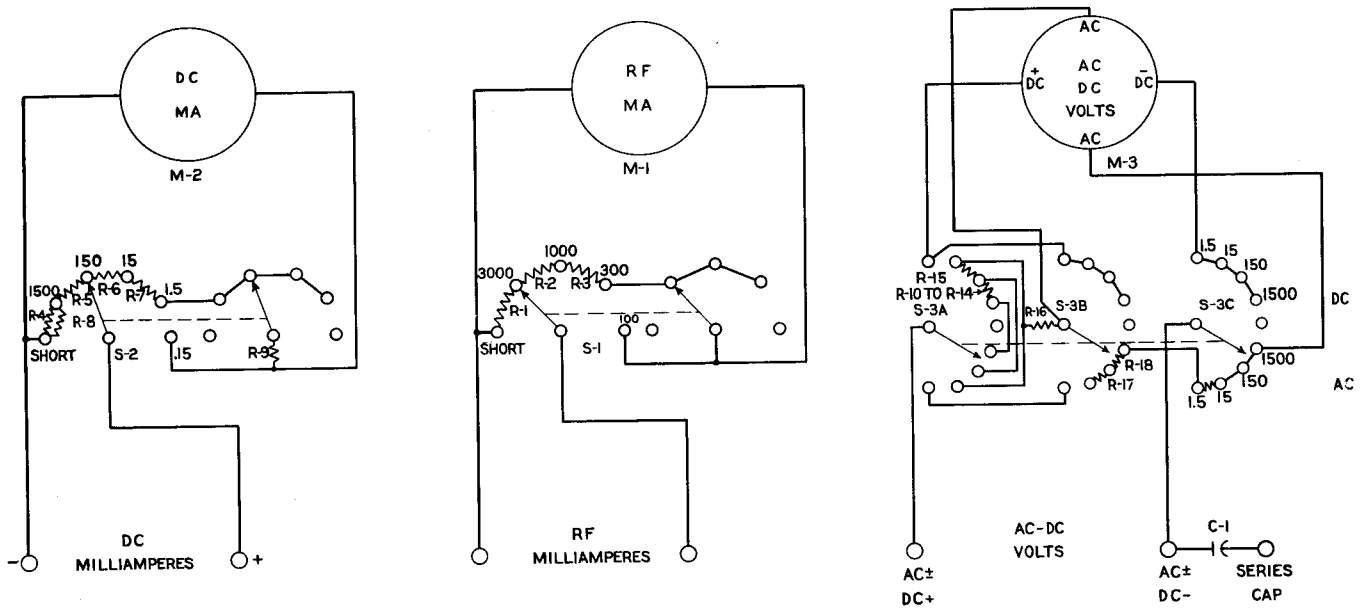 DC
MA
M-2
1500
150
15
1.5
R-4
R-5
R-6
R-7
R-8
SHORT
S-2
.15
R-9
-
+
DC
MILLIAMPERES
RF
MA
M-1
3000
1000
300
R-1
R-2
R-3
SHORT
S-1
100
RF
MILLIAMPERES
AC
+
DC
AC
DC
VOLTS
-
DC
AC
M-3
R-15
R-10 TO R-14
S-3A
R-16
S-3B
R-18
R-17
1.5
15
150
1500
S-3C
DC
1500
150
15
1.5
AC
AC-DC
VOLTS
AC±
DC+
AC±
DC-
C-1
SERIES
CAP